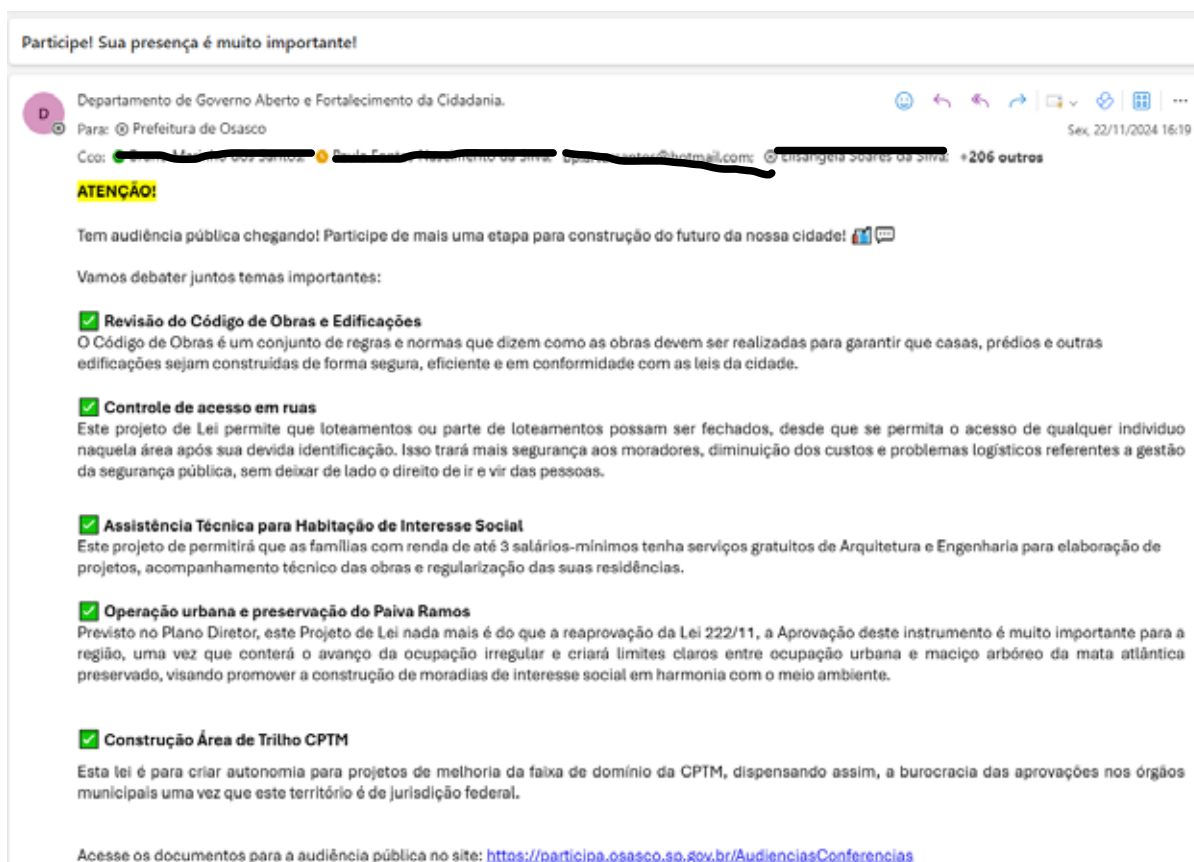 Participe! Sua presença é muito importante!
Departamento de Governo Aberto e Fortalecimento da Cidadania.
D
Para: Prefeitura de Osasco
Sex, 22/11/2024 16:19
Cco: +206 outros
ATENÇÃO!
Tem audiência pública chegando! Participe de mais uma etapa para construção do futuro da nossa cidade!
Vamos debater juntos temas importantes:
✅ Revisão do Código de Obras e Edificações
O Código de Obras é um conjunto de regras e normas que dizem como as obras devem ser realizadas para garantir que casas, prédios e outras
edificações sejam construídas de forma segura, eficiente e em conformidade com as leis da cidade.
✅ Controle de acesso em ruas
Este projeto de Lei permite que loteamentos ou parte de loteamentos possam ser fechados, desde que se permita o acesso de qualquer individuo
naquela área após sua devida identificação. Isso trará mais segurança aos moradores, diminuição dos custos e problemas logísticos referentes a gestão
da segurança pública, sem deixar de lado o direito de ir e vir das pessoas.
✅ Assistência Técnica para Habitação de Interesse Social
Este projeto de permitirá que as famílias com renda de até 3 salários-mínimos tenha serviços gratuitos de Arquitetura e Engenharia para elaboração de
projetos, acompanhamento técnico das obras e regularização das suas residências.
✅ Operação urbana e preservação do Paiva Ramos
Previsto no Plano Diretor, este Projeto de Lei nada mais é do que a reaprovação da Lei 222/11, a Aprovação deste instrumento é muito importante para a
região, uma vez que conterá o avanço da ocupação irregular e criará limites claros entre ocupação urbana e maciço arbóreo da mata atlântica
preservado, visando promover a construção de moradias de interesse social em harmonia com o meio ambiente.
✅ Construção Área de Trilho CPTM
Esta lei é para criar autonomia para projetos de melhoria da faixa de domínio da CPTM, dispensando assim, a burocracia das aprovações nos órgãos
municipais uma vez que este território é de jurisdição federal.
Acesse os documentos para a audiência pública no site: https://participa.osasco.sp.gov.br/AudienciasConferencias